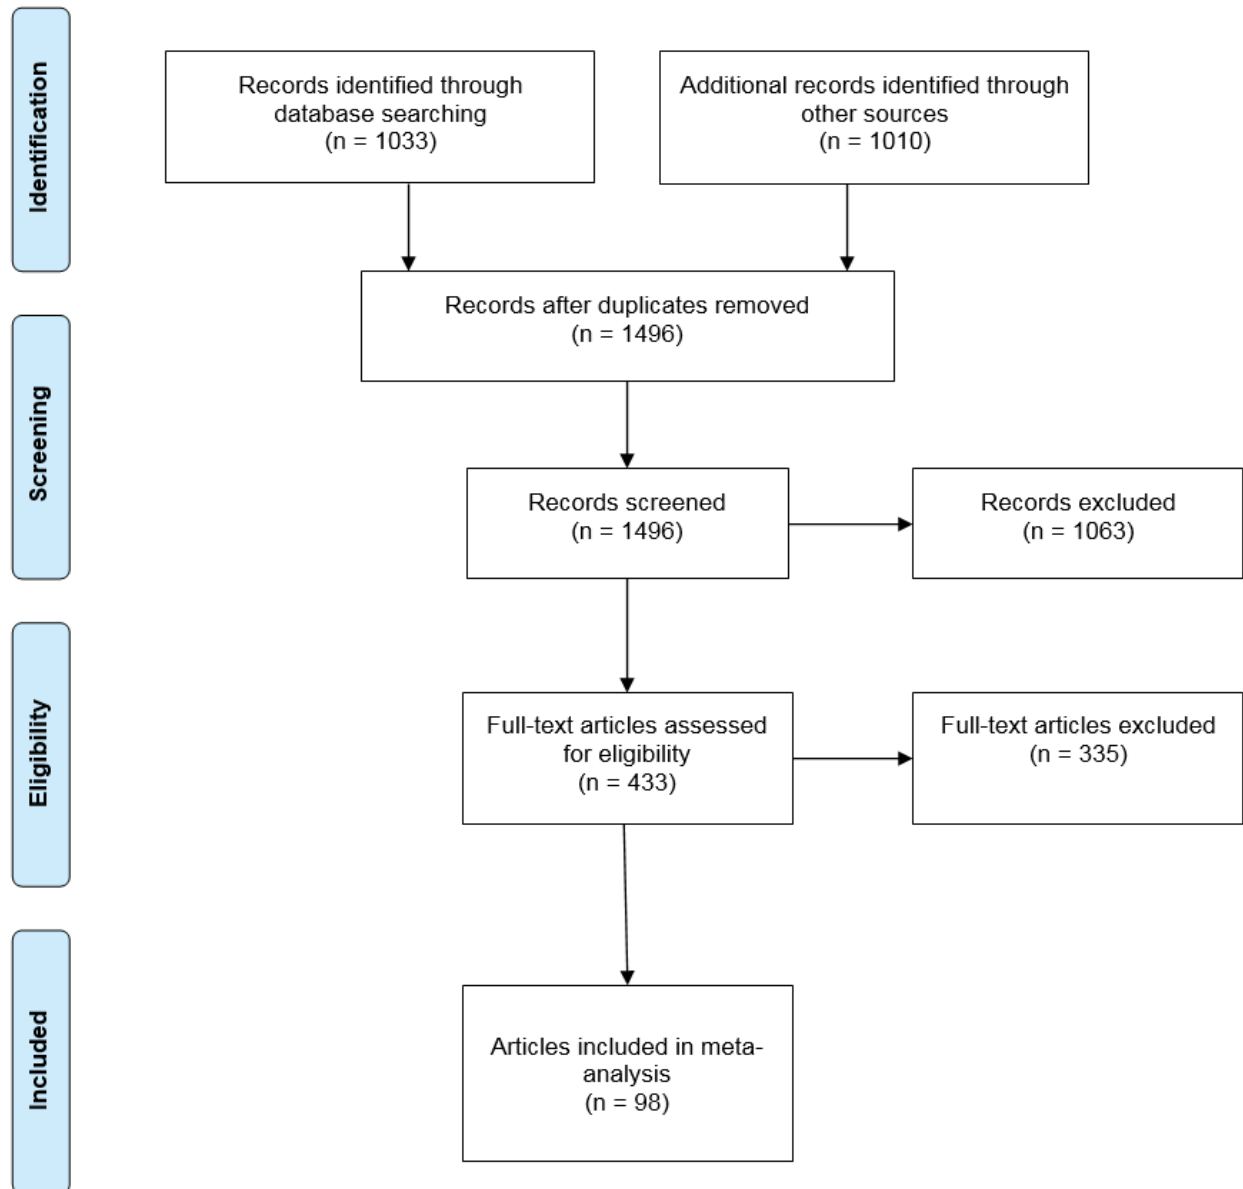 Identification
Records identified through
database searching
(n = 1033)
Additional records identified through
other sources
(n = 1010)
Records after duplicates removed
(n = 1496)
Screening
Records screened
(n = 1496)
Records excluded
(n = 1063)
Eligibility
Full-text articles assessed
for eligibility
(n = 433)
Full-text articles excluded
(n = 335)
Included
Articles included in meta-
analysis
(n = 98)